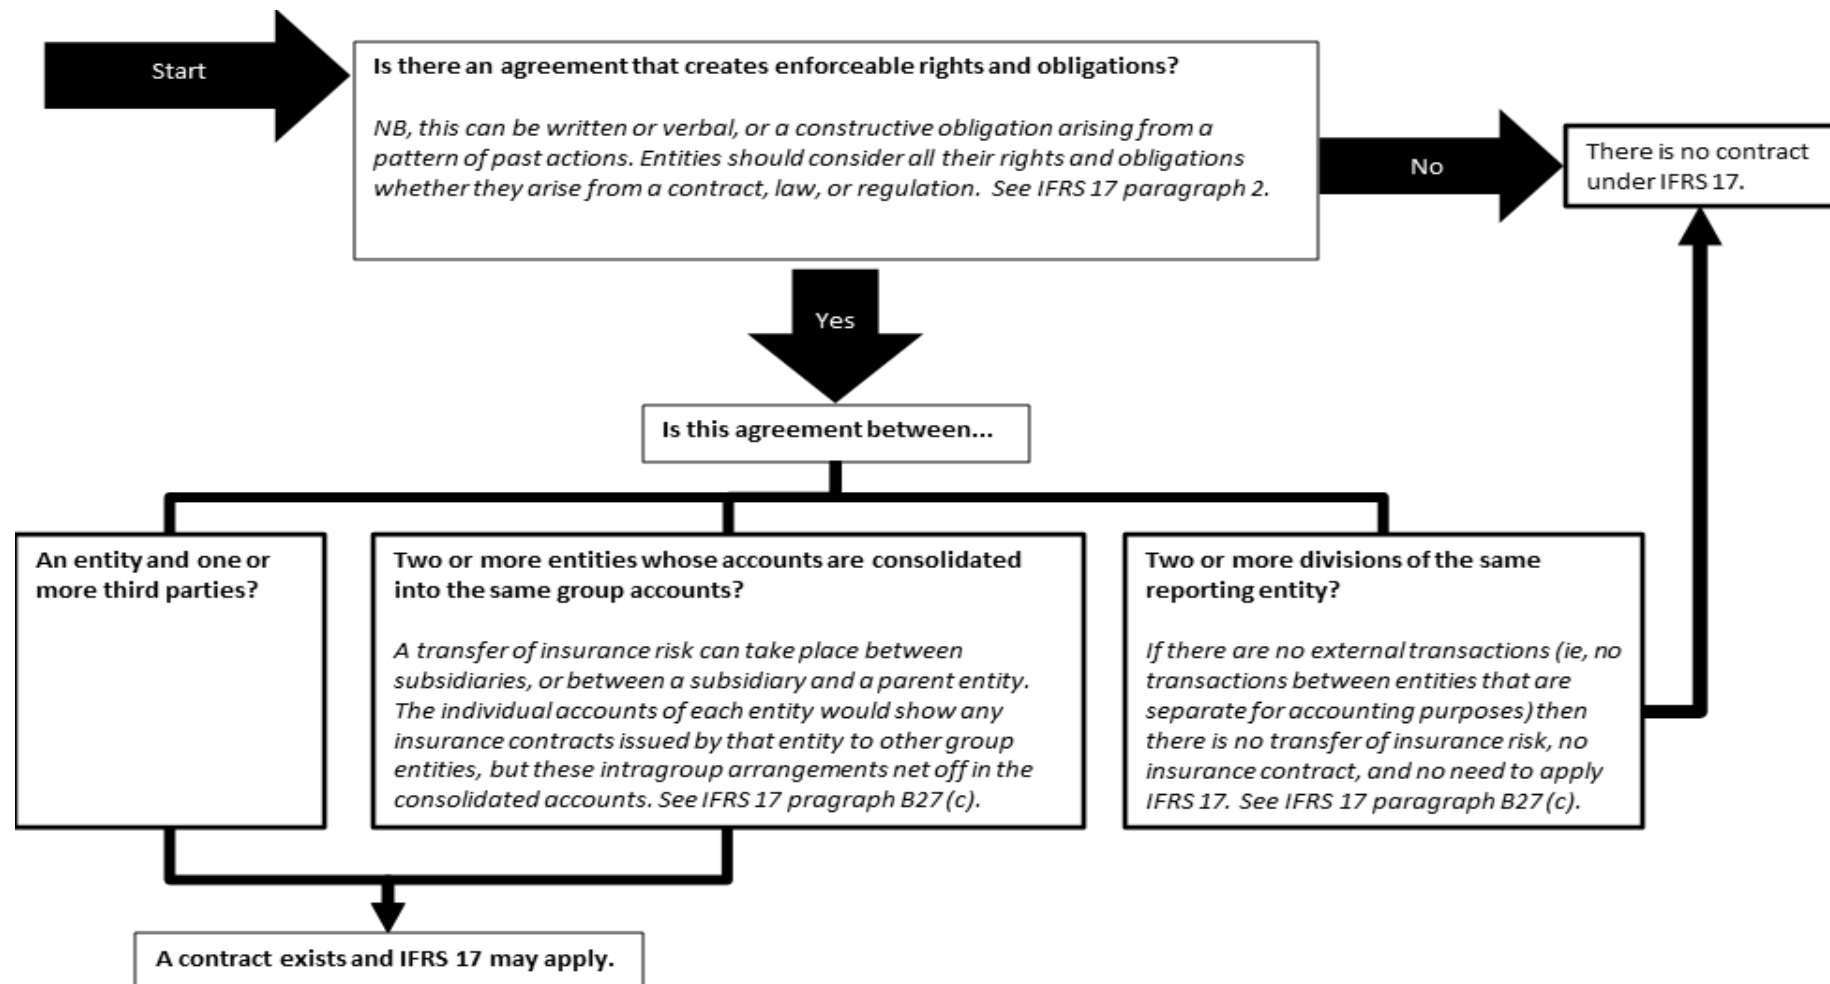 Start
Is there an agreement that creates enforceable rights and obligations?
NB, this can be written or verbal, or a constructive obligation arising from a
pattern of past actions. Entities should consider all their rights and obligations
whether they arise from a contract, law, or regulation. See IFRS 17 paragraph 2.
No
There is no contract
under IFRS 17.
Yes
Is this agreement between...
An entity and one or
more third parties?
Two or more entities whose accounts are consolidated
into the same group accounts?
A transfer of insurance risk can take place between
subsidiaries, or between a subsidiary and a parent entity.
The individual accounts of each entity would show any
insurance contracts issued by that entity to other group
entities, but these intragroup arrangements net off in the
consolidated accounts. See IFRS 17 pragraph B27 (c).
Two or more divisions of the same
reporting entity?
If there are no external transactions (ie, no
transactions between entities that are
separate for accounting purposes) then
there is no transfer of insurance risk, no
insurance contract, and no need to apply
IFRS 17. See IFRS 17 paragraph B27 (c).
A contract exists and IFRS 17 may apply.